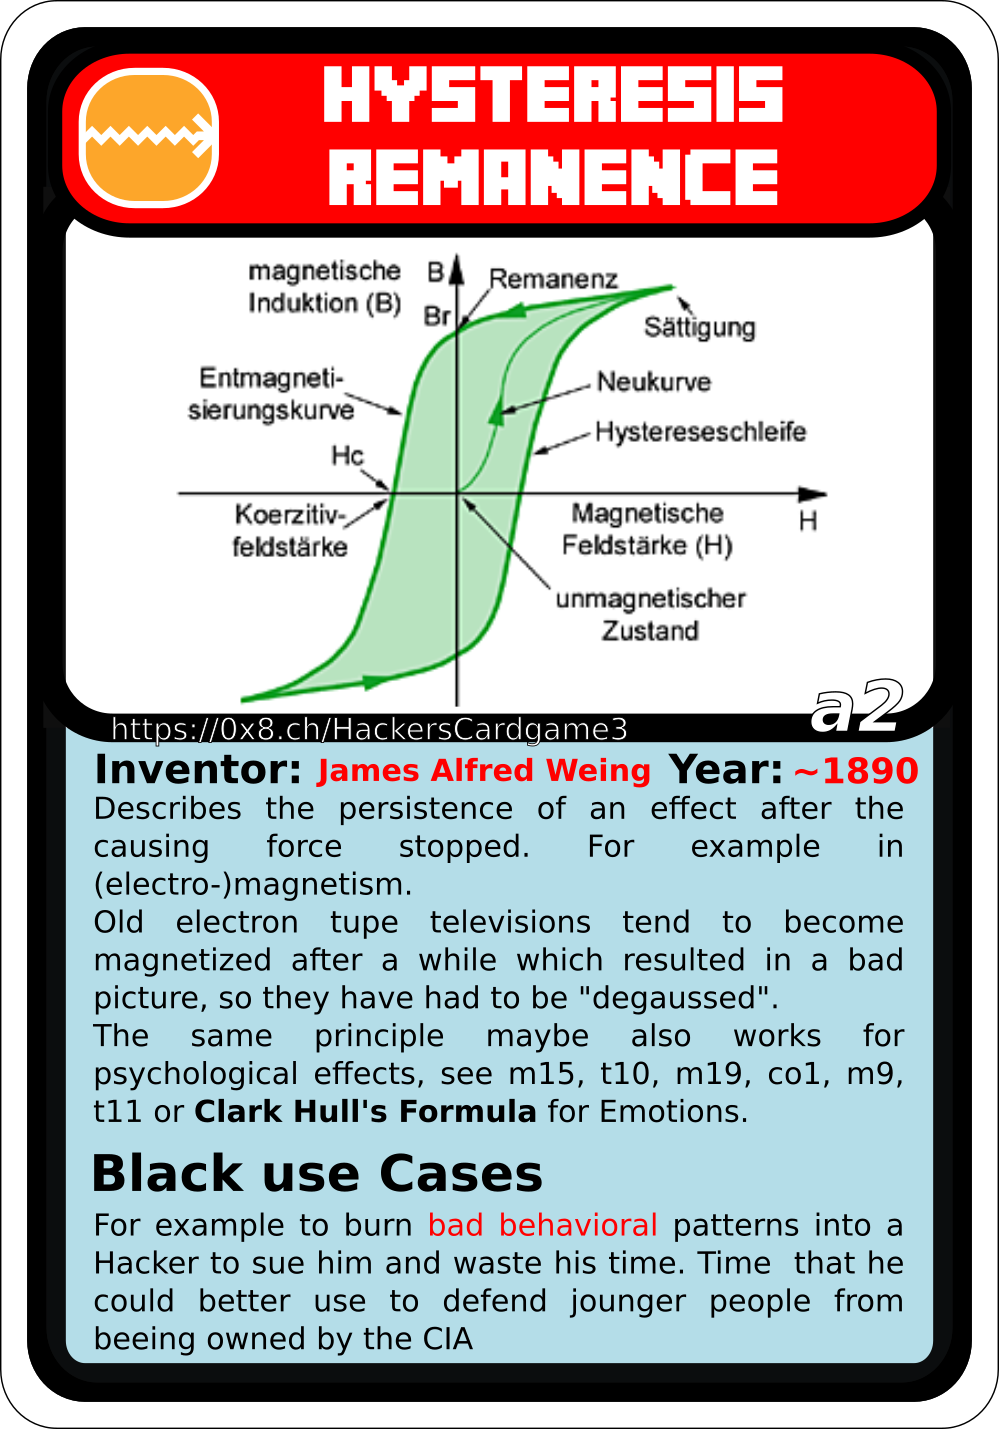 HYSTERESIS
REMANENCE
magnetische
Induktion (B)
B
Remanenz
Br
Sättigung
Entmagneti-
sierungskurve
Neukurve
Hystereseschleife
Hc
Koerzitiv-
feldstärke
Magnetische
Feldstärke (H)
H
unmagnetischer
Zustand
a2
https://0x8.ch/HackersCardgame3
Inventor: James Alfred Weing Year: ~1890
Describes the persistence of an effect after the
causing force stopped. For example in
(electro-)magnetism.
Old electron tupe televisions tend to become
magnetized after a while which resulted in a bad
picture, so they have had to be "degaussed".
The same principle maybe also works for
psychological effects, see m15, t10, m19, co1, m9,
t11 or Clark Hull's Formula for Emotions.
Black use Cases
For example to burn bad behavioral patterns into a
Hacker to sue him and waste his time. Time  that he
could better use to defend jounger people from
beeing owned by the CIA